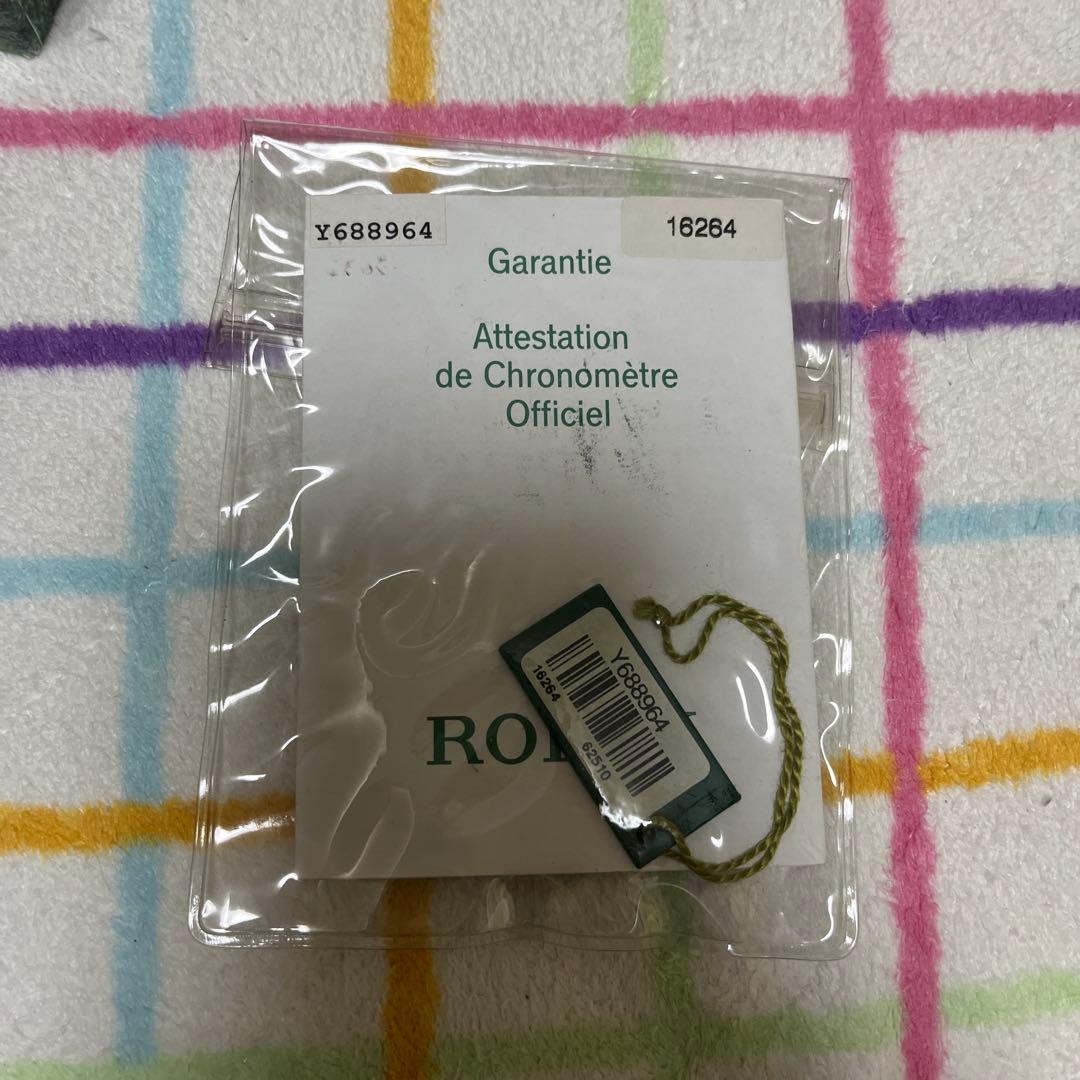 Y688964
16264
Garantie
Attestation
de Chronomètre
Officiel
Y688964
16264
62510